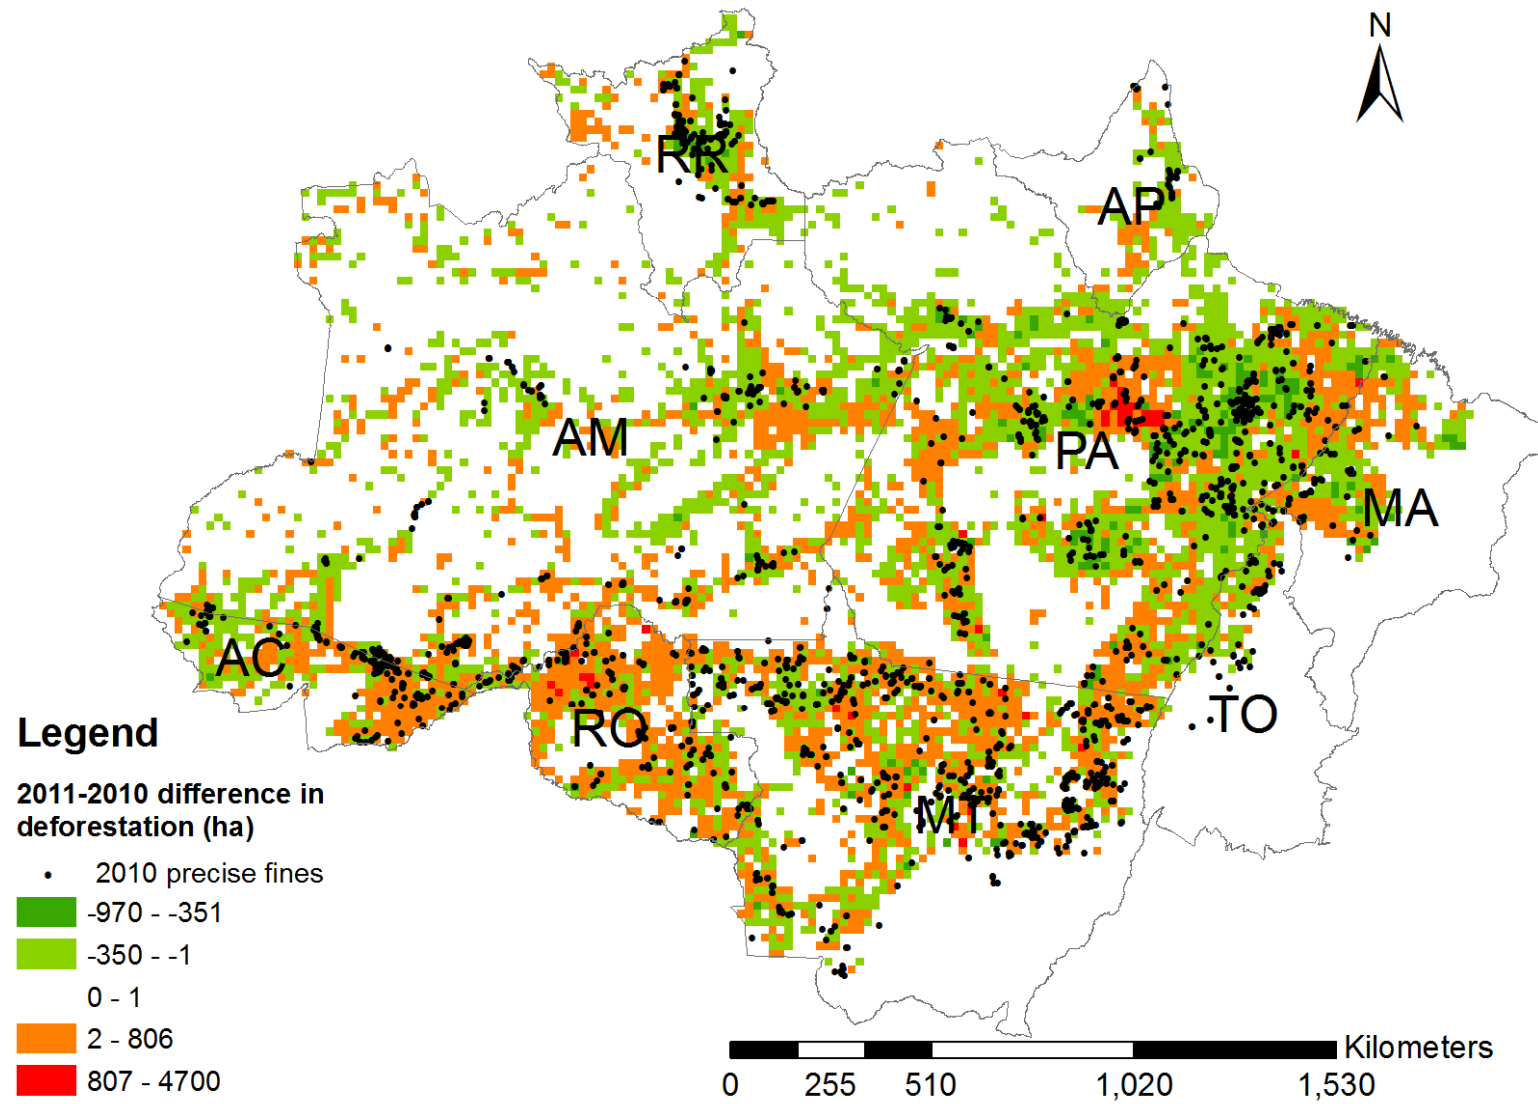 N
RR
AP
AM
PA
MA
AC
RO
TO
MT
Legend
2011-2010 difference in
deforestation (ha)
2010 precise fines
-970 - -351
-350 - -1
0 - 1
2 - 806
807 - 4700
Kilometers
0 255 510 1,020 1,530